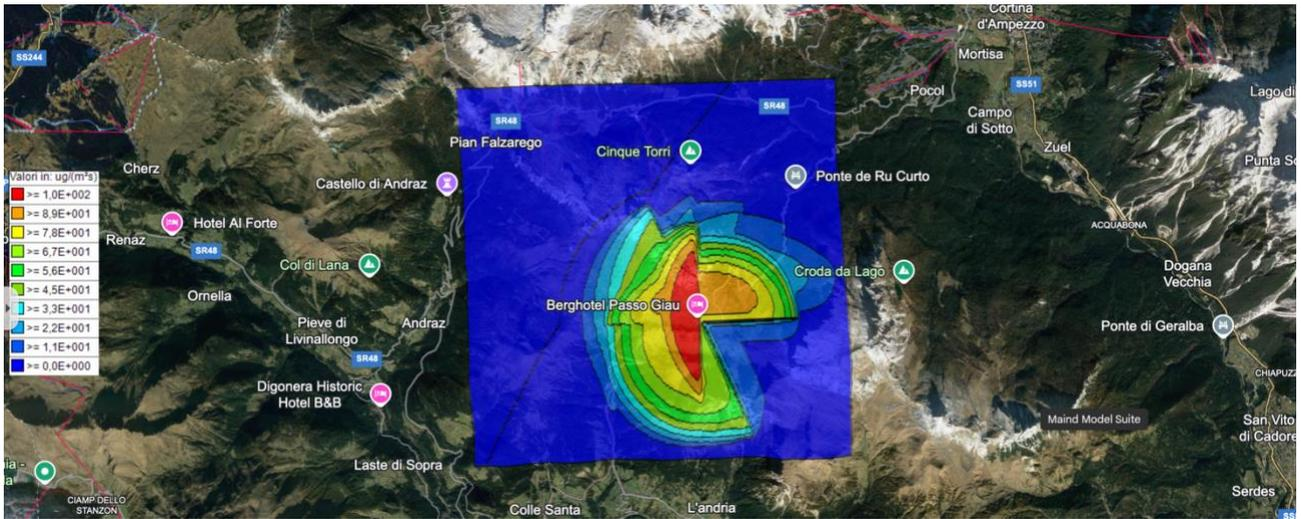 Cortina
d'Ampezzo
SS244
Mortisa
SS51
Lago di
Pocol
SR48
Campo
di Sotto
SR48
Pian Falzarego
Cinque Torri
Zuel
Punta So
Cherz
Castello di Andraz
Ponte de Ru Curto
Valori in: ug/(m³s)
>= 1,0E+002
>= 8,9E+001
>= 7,8E+001
>= 6,7E+001
>= 5,6E+001
>= 4,5E+001
>= 3,3E+001
>= 2,2E+001
>= 1,1E+001
>= 0,0E+000
Hotel Al Forte
Renaz
SR48
ACQUABONA
Col di Lana
Croda da Lago
Dogana
Vecchia
Ornella
Berghotel Passo Giau
Pieve di
Livinallongo
Andraz
Ponte di Geralba
SR48
CHIAPUZZ
Digonera Historic
Hotel B&B
Maind Model Suite
San Vito
di Cadore
Laste di Sopra
ia -
la
CIAMP DELLO
STANZON
Colle Santa
L'andria
Serdes
SS